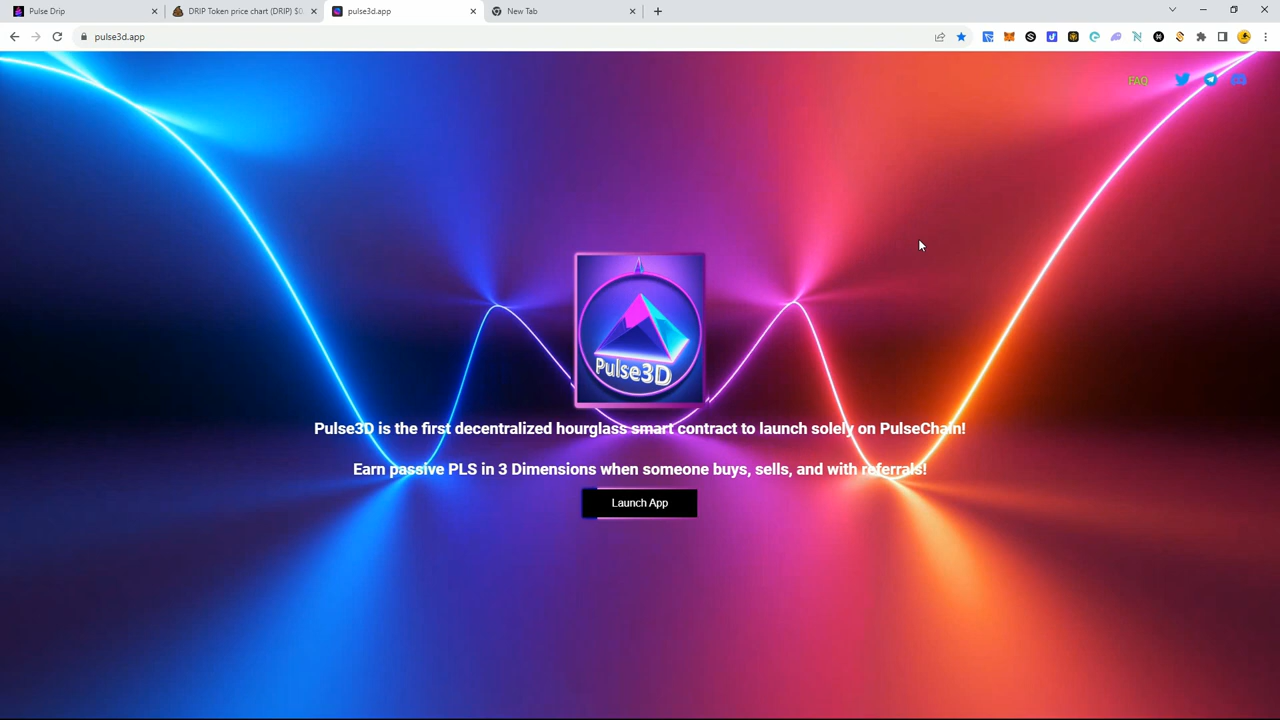 Pulse Drip
DRIP Token price chart (DRIP) $0.
pulse3d.app
New Tab
pulse3d.app
FAQ
Pulse3D
Pulse3D is the first decentralized hourglass smart contract to launch solely on PulseChain!
Earn passive PLS in 3 Dimensions when someone buys, sells, and with referrals!
Launch App